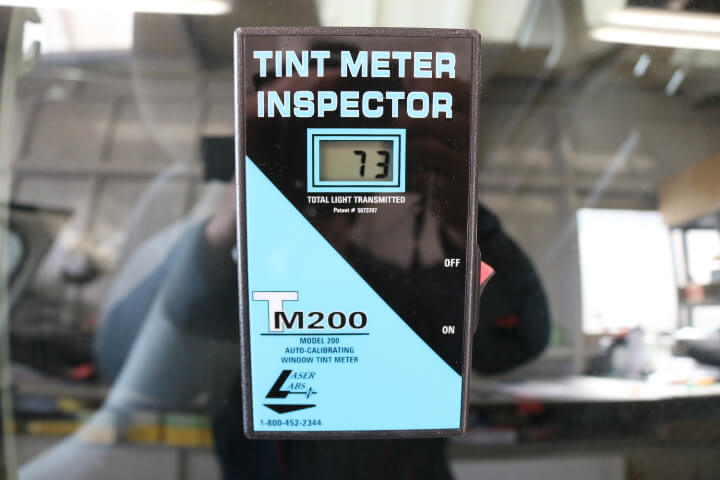 TINT METER
INSPECTOR
73
TOTAL LIGHT TRANSMITTED
Patent # 5073707
OFF
ON
TM200
MODEL 200
AUTO-CALIBRATING
WINDOW TINT METER
LASER
LABS
1-800-452-2344